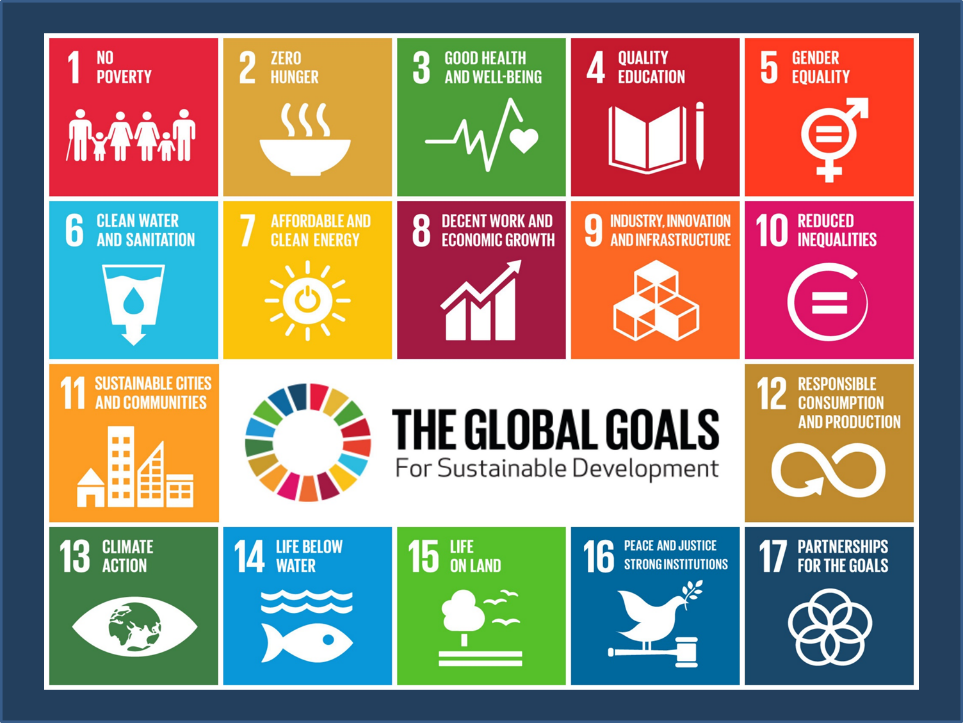 1 NO
POVERTY
2 ZERO
HUNGER
3 GOOD HEALTH
AND WELL-BEING
4 QUALITY
EDUCATION
5 GENDER
EQUALITY
6 CLEAN WATER
AND SANITATION
7 AFFORDABLE AND
CLEAN ENERGY
8 DECENT WORK AND
ECONOMIC GROWTH
9 INDUSTRY, INNOVATION
AND INFRASTRUCTURE
10 REDUCED
INEQUALITIES
11 SUSTAINABLE CITIES
AND COMMUNITIES
THE GLOBAL GOALS
For Sustainable Development
12 RESPONSIBLE
CONSUMPTION
AND PRODUCTION
13 CLIMATE
ACTION
14 LIFE BELOW
WATER
15 LIFE
ON LAND
16 PEACE AND JUSTICE
STRONG INSTITUTIONS
17 PARTNERSHIPS
FOR THE GOALS